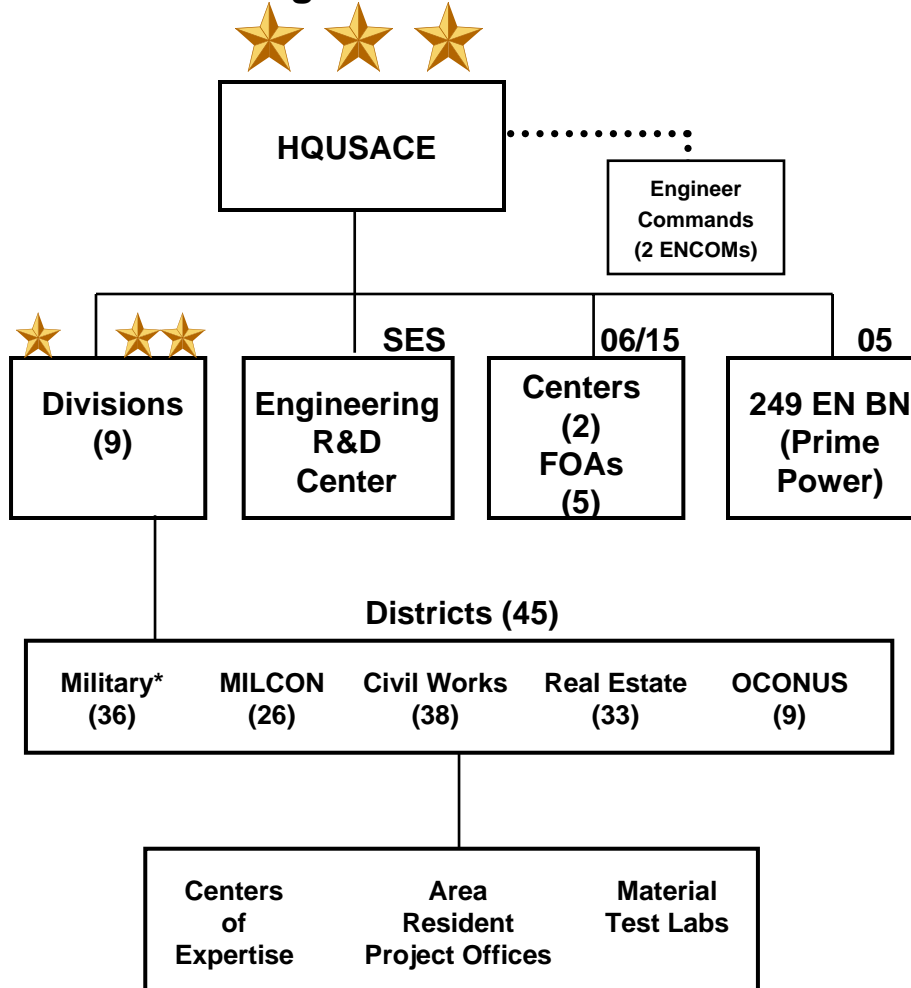 HQUSACE
Engineer
Commands
(2 ENCOMs)
SES
06/15
05
Divisions
(9)
Engineering
R&D
Center
Centers
(2)
FOAs
(5)
249 EN BN
(Prime
Power)
Districts (45)
Military* MILCON Civil Works Real Estate OCONUS
(36) (26) (38) (33) (9)
Centers
of
Expertise
Area
Resident
Project Offices
Material
Test Labs